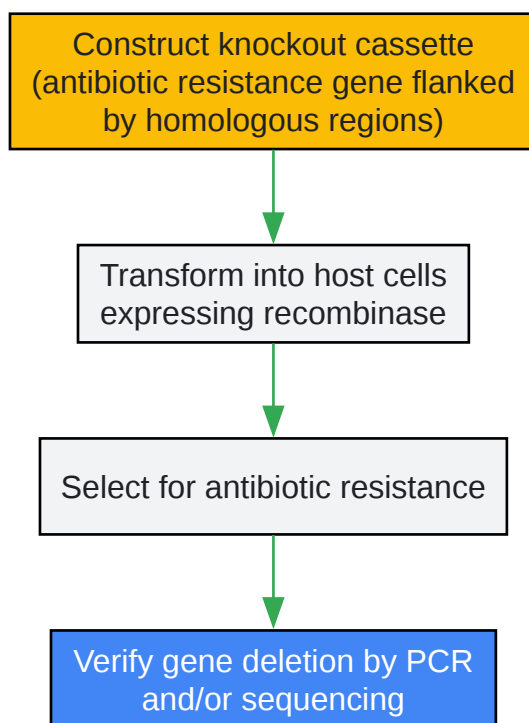 Construct knockout cassette
(antibiotic resistance gene flanked
by homologous regions)
Transform into host cells
expressing recombinase
Select for antibiotic resistance
Verify gene deletion by PCR
and/or sequencing